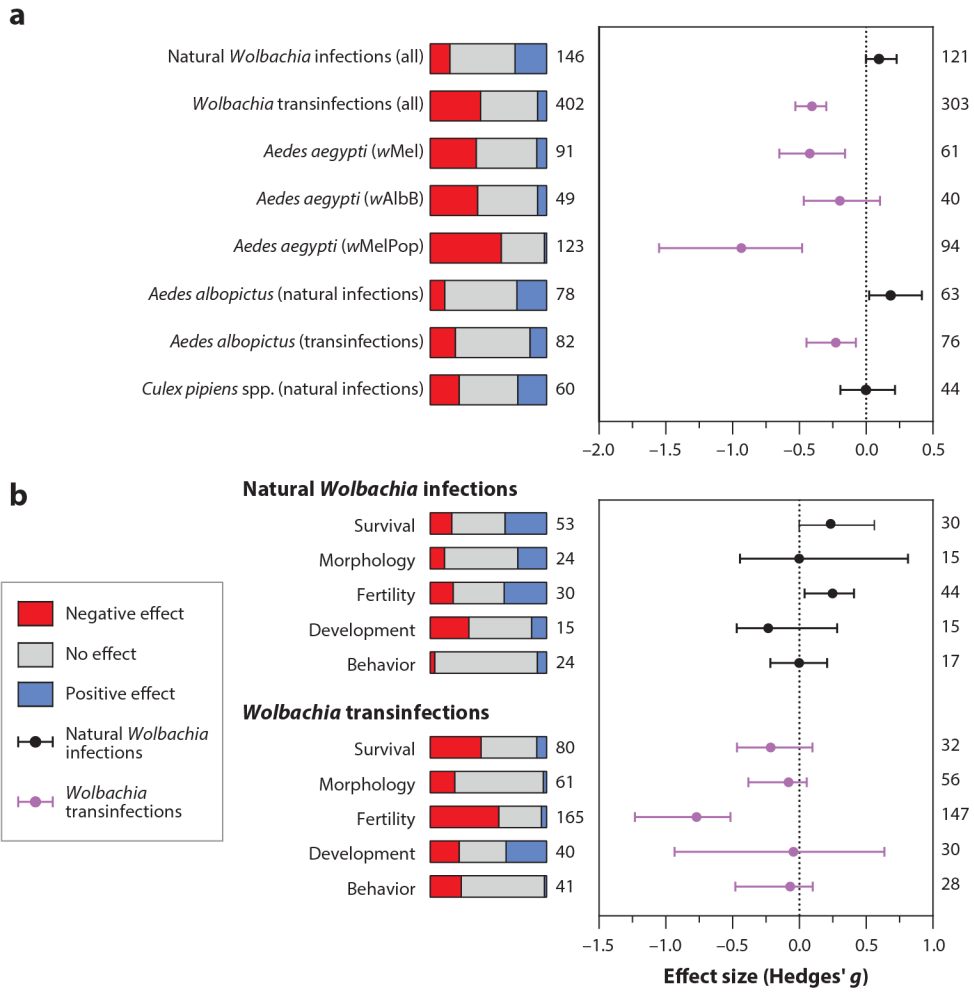 a
Natural Wolbachia infections (all) 146 121
Wolbachia transinfections (all) 402 303
Aedes aegypti (wMel) 91 61
Aedes aegypti (wAlbB) 49 40
Aedes aegypti (wMelPop) 123 94
Aedes albopictus (natural infections) 78 63
Aedes albopictus (transinfections) 82 76
Culex pipiens spp. (natural infections) 60 44
−2.0 −1.5 −1.0 −0.5 0.0 0.5
b
Natural Wolbachia infections
Survival 53 30
Morphology 24 15
Fertility 30 44
Development 15 15
Behavior 24 17
Wolbachia transinfections
Survival 80 32
Morphology 61 56
Fertility 165 147
Development 40 30
Behavior 41 28
−1.5 −1.0 −0.5 0.0 0.5 1.0
Effect size (Hedges' g)
Negative effect
No effect
Positive effect
Natural Wolbachia
infections
Wolbachia
transinfections